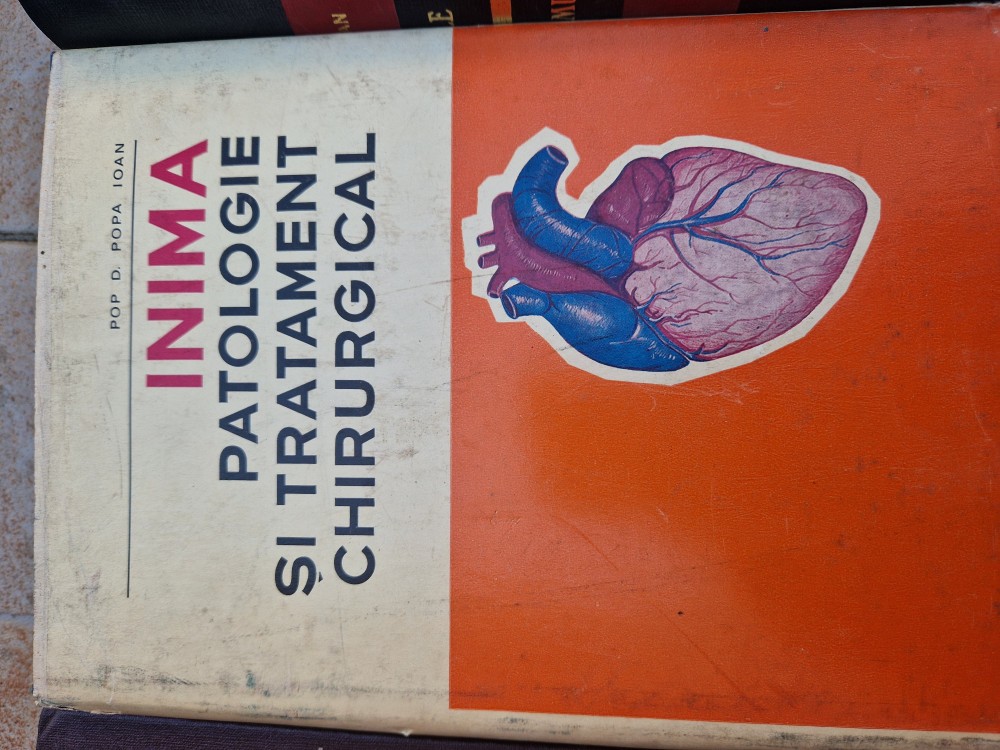 POP D. POPA IOAN
INIMA
PATOLOGIE
ȘI TRATAMENT
CHIRURGICAL